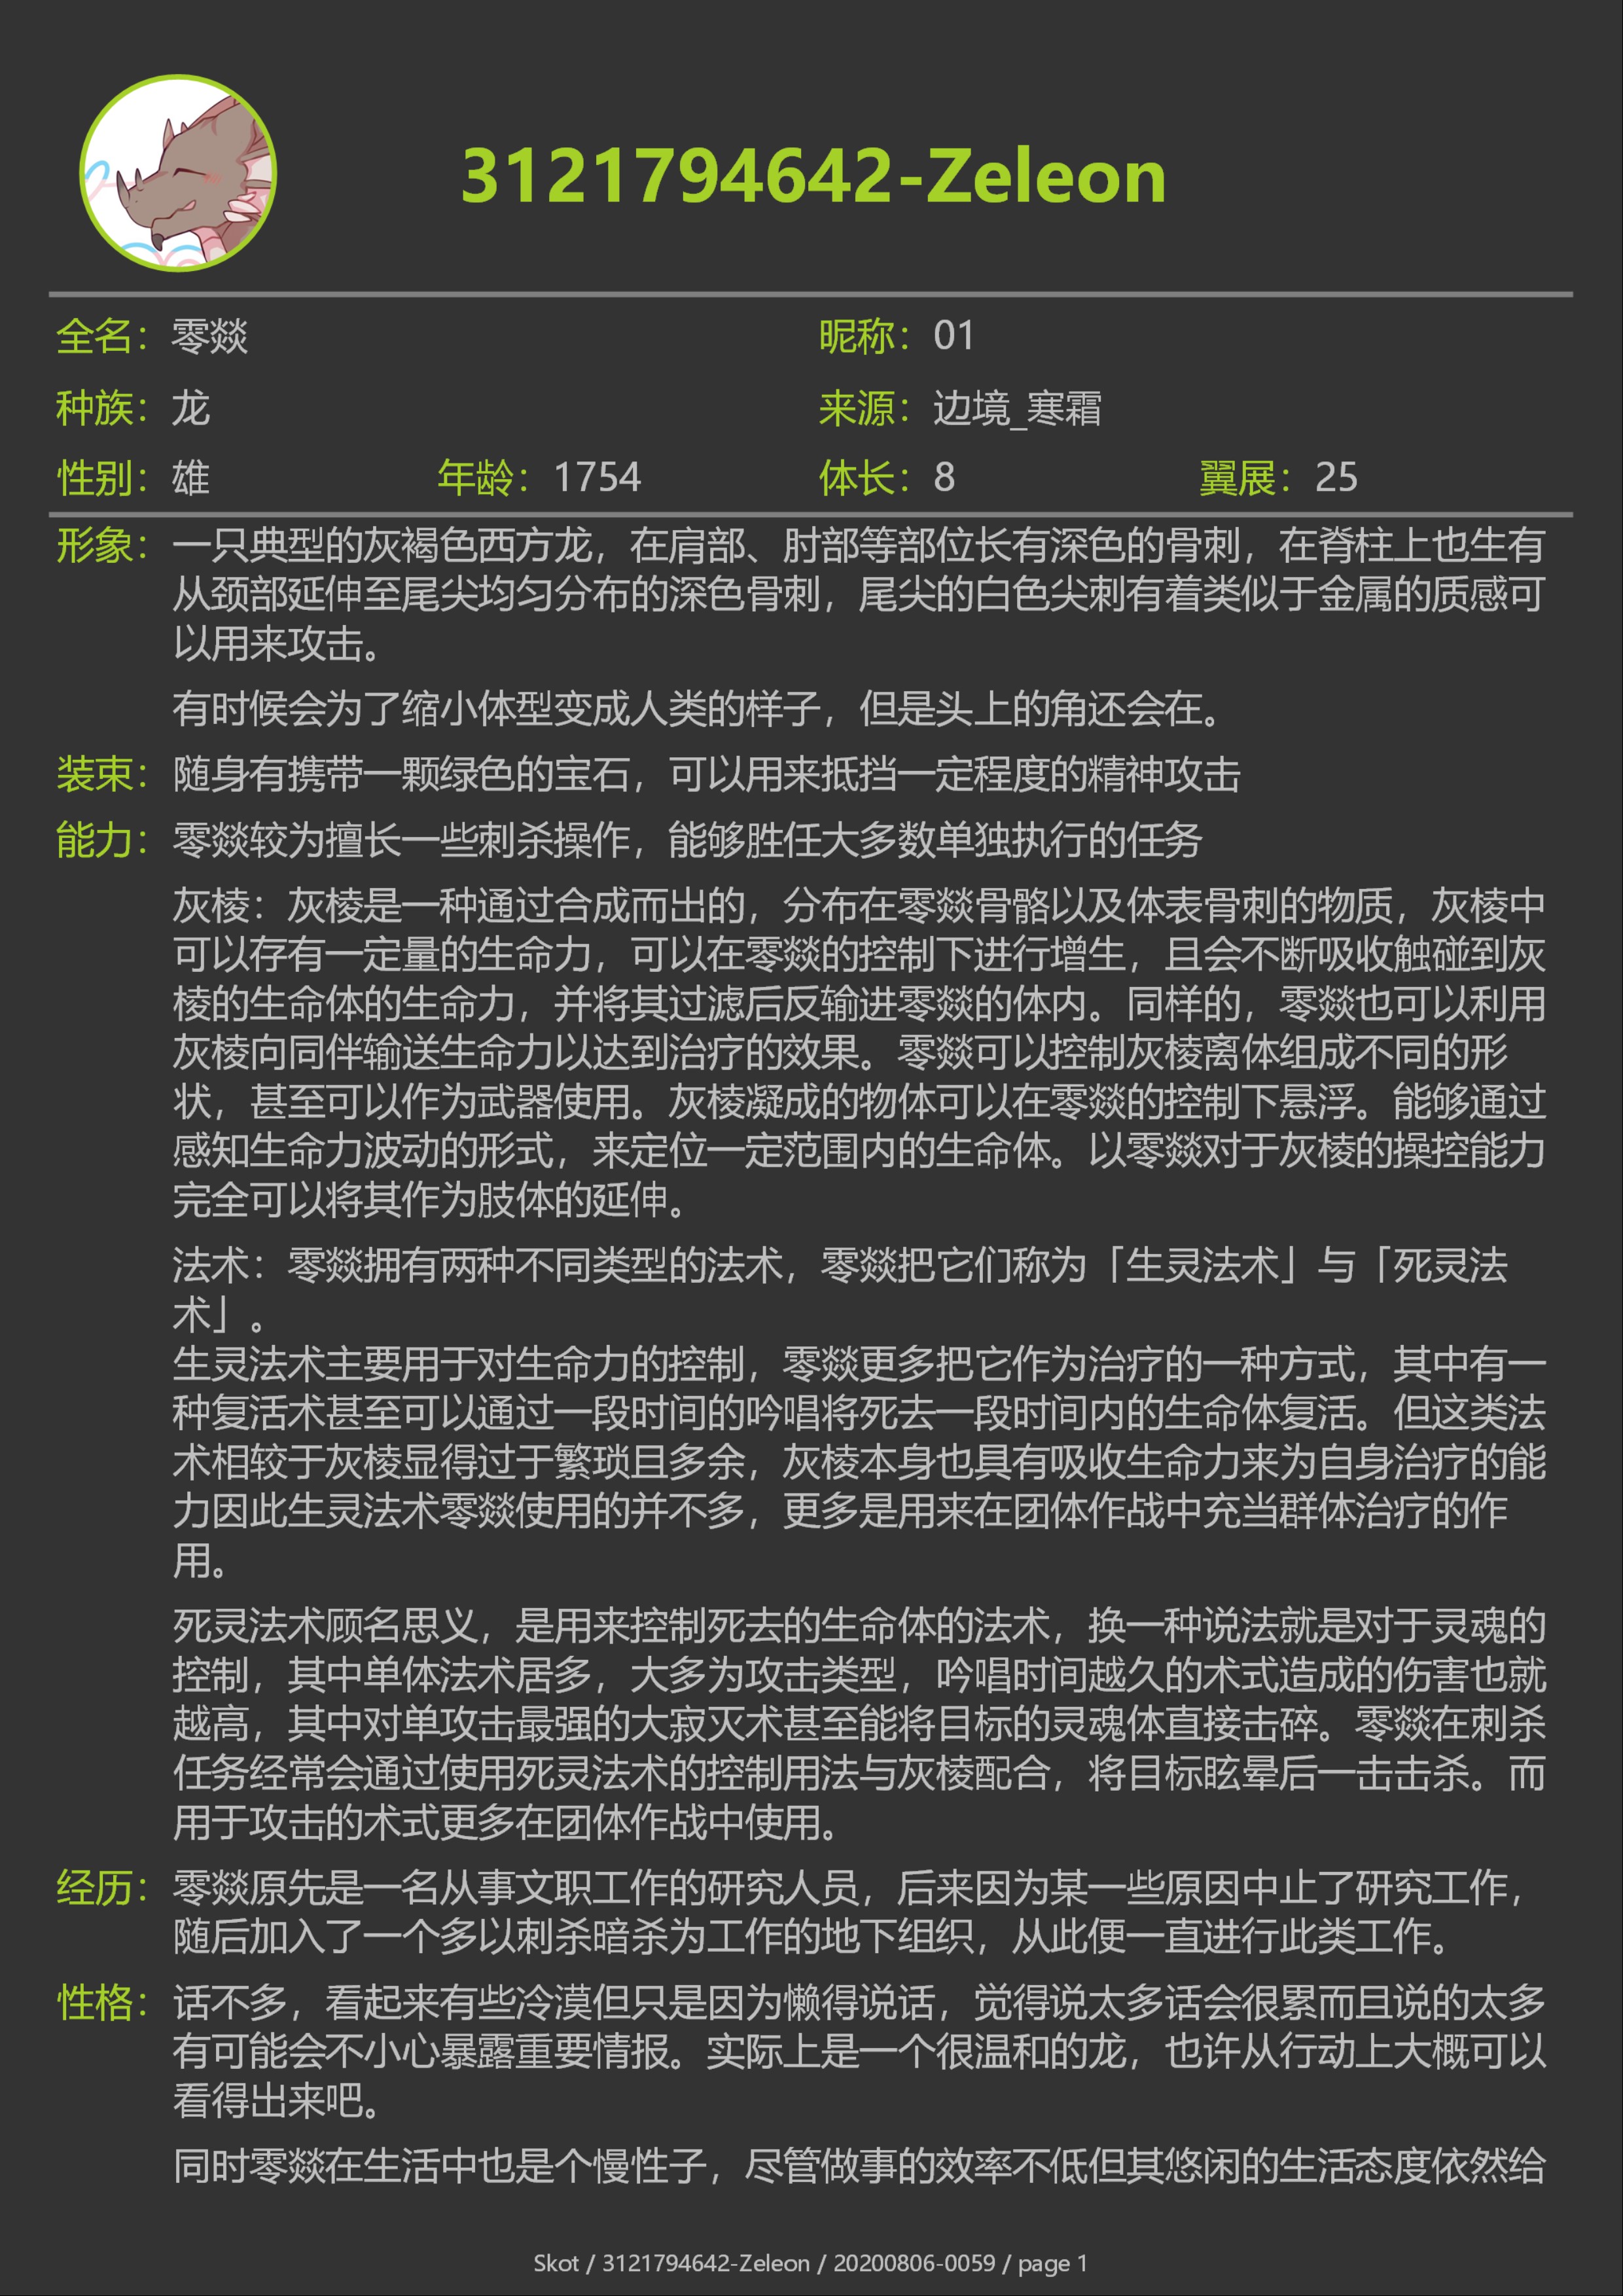 3121794642-Zeleon
全名：零燚 昵称：01
种族：龙 来源：边境_寒霜
性别：雄 年龄：1754 体长：8 翼展：25
形象：一只典型的灰褐色西方龙，在肩部、肘部等部位长有深色的骨刺，在脊柱上也生有
从颈部延伸至尾尖均匀分布的深色骨刺，尾尖的白色尖刺有着类似于金属的质感可
以用来攻击。
有时候会为了缩小体型变成人类的样子，但是头上的角还会在。
装束：随身有携带一颗绿色的宝石，可以用来抵挡一定程度的精神攻击
能力：零燚较为擅长一些刺杀操作，能够胜任大多数单独执行的任务
灰棱：灰棱是一种通过合成而出的，分布在零燚骨骼以及体表骨刺的物质，灰棱中
可以存有一定量的生命力，可以在零燚的控制下进行增生，且会不断吸收触碰到灰
棱的生命体的生命力，并将其过滤后反输进零燚的体内。同样的，零燚也可以利用
灰棱向同伴输送生命力以达到治疗的效果。零燚可以控制灰棱离体组成不同的形
状，甚至可以作为武器使用。灰棱凝成的物体可以在零燚的控制下悬浮。能够通过
感知生命力波动的形式，来定位一定范围内的生命体。以零燚对于灰棱的操控能力
完全可以将其作为肢体的延伸。
法术：零燚拥有两种不同类型的法术，零燚把它们称为「生灵法术」与「死灵法
术」。
生灵法术主要用于对生命力的控制，零燚更多把它作为治疗的一种方式，其中有一
种复活术甚至可以通过一段时间的吟唱将死去一段时间内的生命体复活。但这类法
术相较于灰棱显得过于繁琐且多余，灰棱本身也具有吸收生命力来为自身治疗的能
力因此生灵法术零燚使用的并不多，更多是用来在团体作战中充当群体治疗的作
用。
死灵法术顾名思义，是用来控制死去的生命体的法术，换一种说法就是对于灵魂的
控制，其中单体法术居多，大多为攻击类型，吟唱时间越久的术式造成的伤害也就
越高，其中对单攻击最强的大寂灭术甚至能将目标的灵魂体直接击碎。零燚在刺杀
任务经常会通过使用死灵法术的控制用法与灰棱配合，将目标眩晕后一击击杀。而
用于攻击的术式更多在团体作战中使用。
经历：零燚原先是一名从事文职工作的研究人员，后来因为某一些原因中止了研究工作，
随后加入了一个多以刺杀暗杀为工作的地下组织，从此便一直进行此类工作。
性格：话不多，看起来有些冷漠但只是因为懒得说话，觉得说太多话会很累而且说的太多
有可能会不小心暴露重要情报。实际上是一个很温和的龙，也许从行动上大概可以
看得出来吧。
同时零燚在生活中也是个慢性子，尽管做事的效率不低但其悠闲的生活态度依然给
Skot / 3121794642-Zeleon / 20200806-0059 / page 1